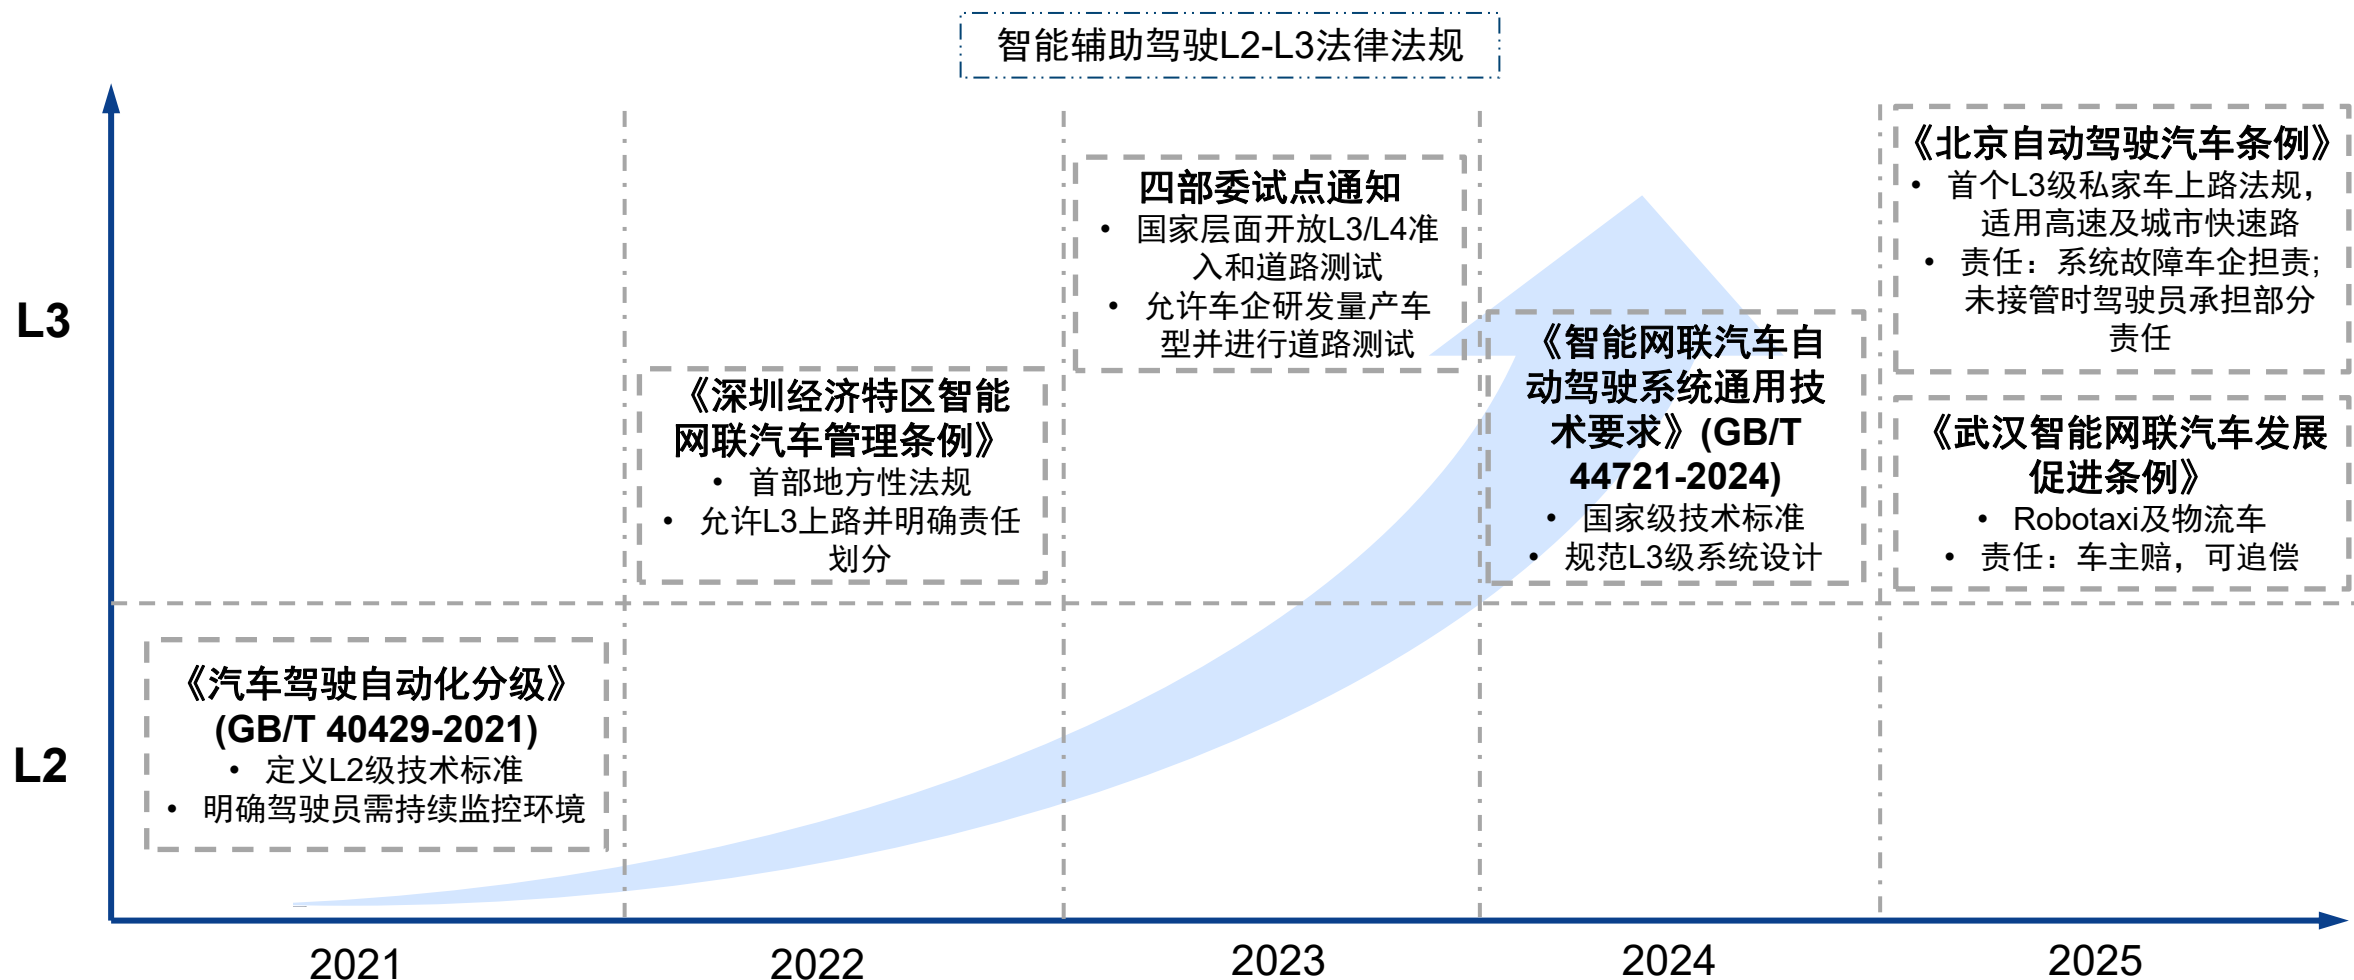 智能辅助驾驶L2-L3法律法规
L3
L2
《汽车驾驶自动化分级》
(GB/T 40429-2021)
• 定义L2级技术标准
• 明确驾驶员需持续监控环境
《深圳经济特区智能
网联汽车管理条例》
• 首部地方性法规
• 允许L3上路并明确责任
划分
四部委试点通知
• 国家层面开放L3/L4准
入和道路测试
• 允许车企研发量产车
型并进行道路测试
《智能网联汽车自
动驾驶系统通用技
术要求》(GB/T
44721-2024)
• 国家级技术标准
• 规范L3级系统设计
《北京自动驾驶汽车条例》
• 首个L3级私家车上路法规，
适用高速及城市快速路
• 责任：系统故障车企担责;
未接管时驾驶员承担部分
责任
《武汉智能网联汽车发展
促进条例》
• Robotaxi及物流车
• 责任：车主赔，可追偿
2021
2022
2023
2024
2025